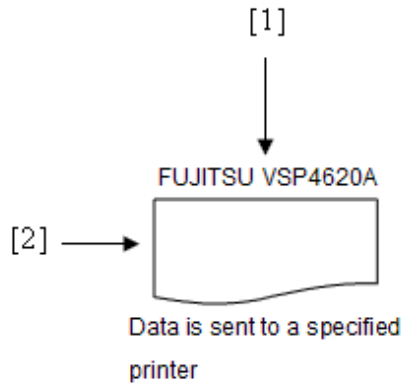 [1]
FUJITSU VSP4620A
[2]
Data is sent to a specified
printer